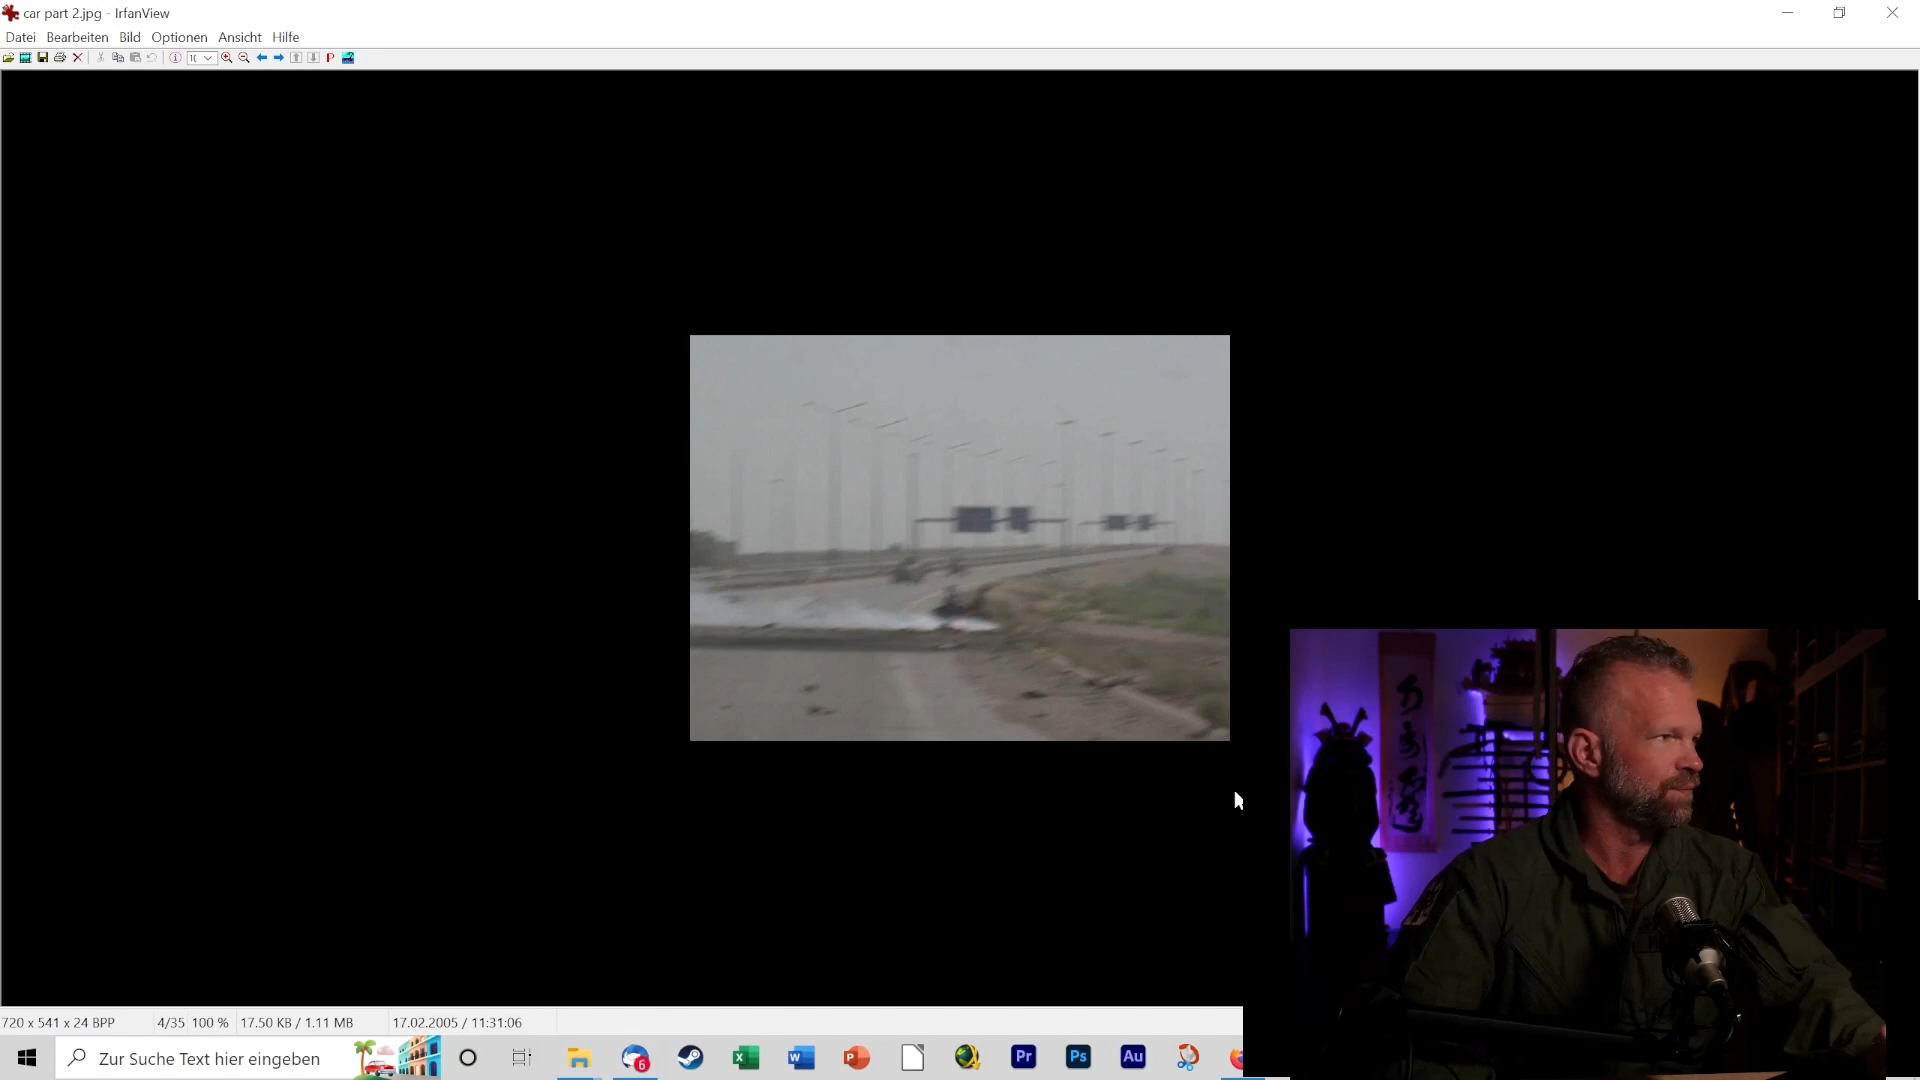 car part 2.jpg - IrfanView
Datei Bearbeiten Bild Optionen Ansicht Hilfe
P
720 x 541 x 24 BPP 4/35 100 % 17.50 KB / 1.11 MB 17.02.2005 / 11:31:06
Zur Suche Text hier eingeben
6
X
W
P
Pr
Ps
Au